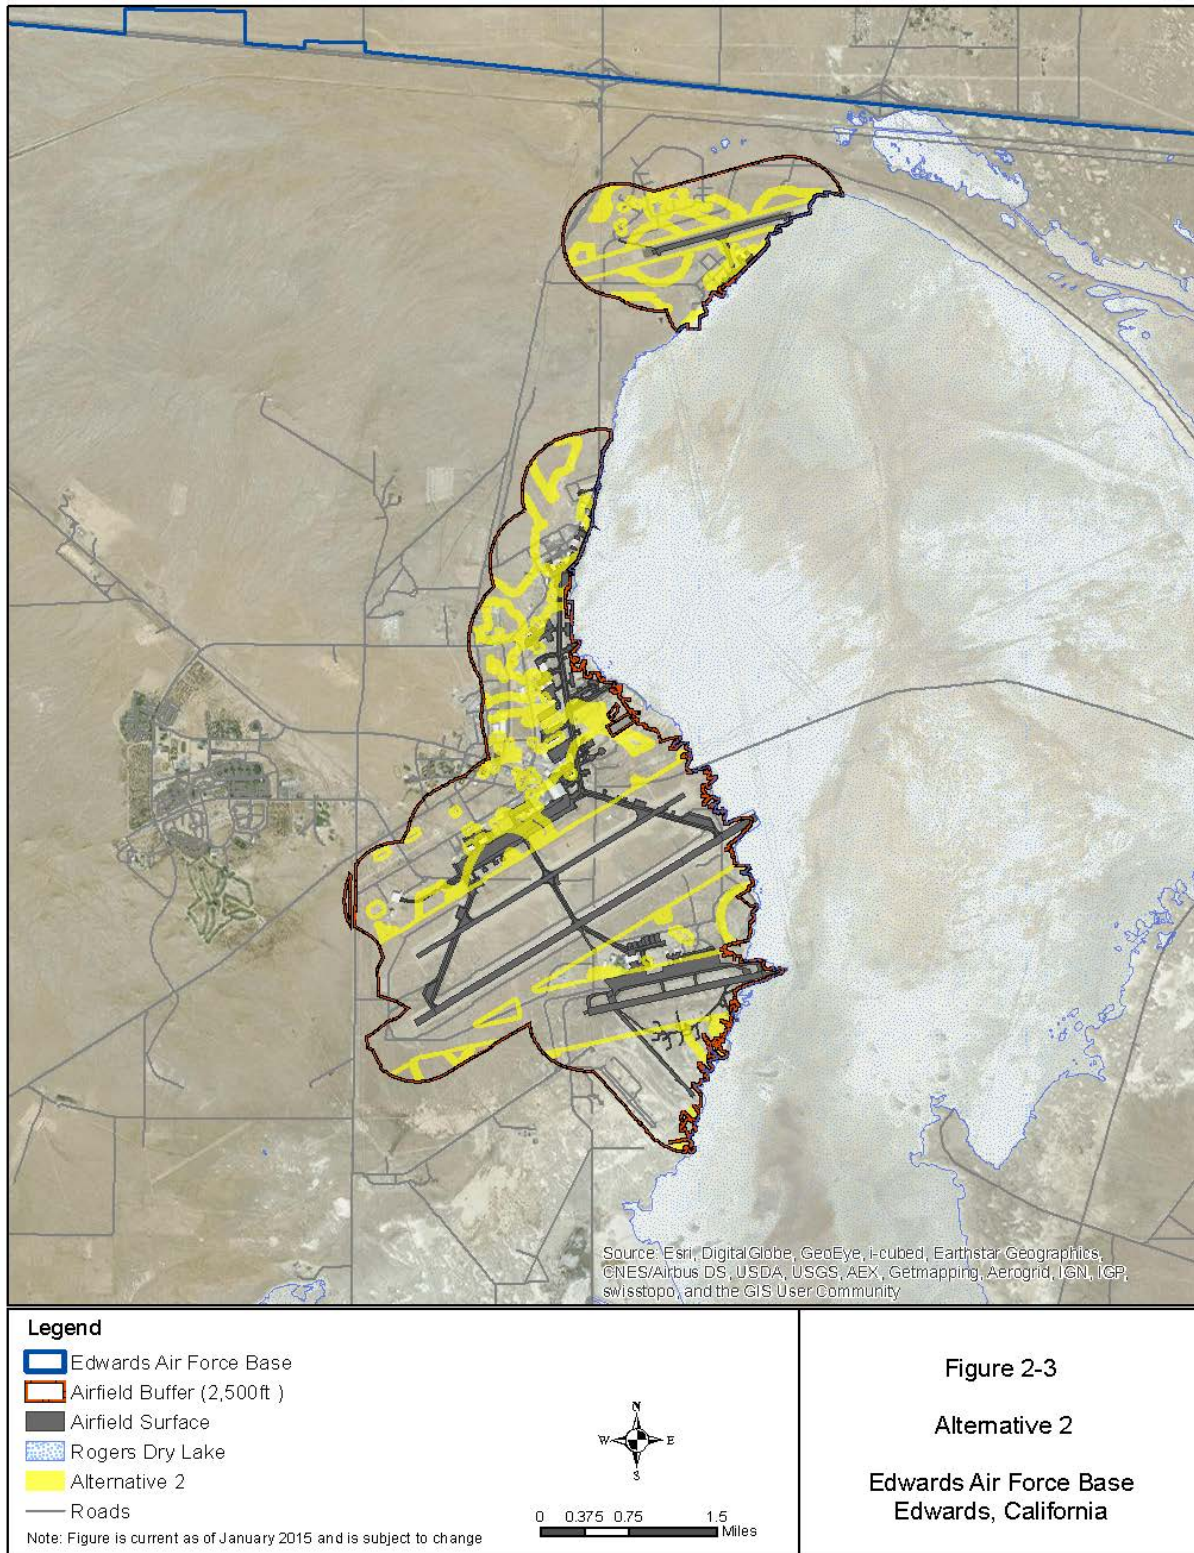 Source: Esri, DigitalGlobe, GeoEye, i-cubed, Earthstar Geographics,
CNES/Airbus DS, USDA, USGS, AEX, Getmapping, Aerogrid, IGN, IGP,
swisstopo, and the GIS User Community
Legend
Edwards Air Force Base
Airfield Buffer (2,500ft )
Airfield Surface
Rogers Dry Lake
Alternative 2
Roads
Note: Figure is current as of January 2015 and is subject to change
N
W E
S
0 0.375 0.75 1.5
Miles
Figure 2-3
Alternative 2
Edwards Air Force Base
Edwards, California